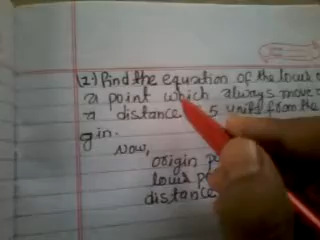 (2) Find the equation of the locus
a point which always move
a distance 5 units from the
gin.
Now,
origin
locus
distance